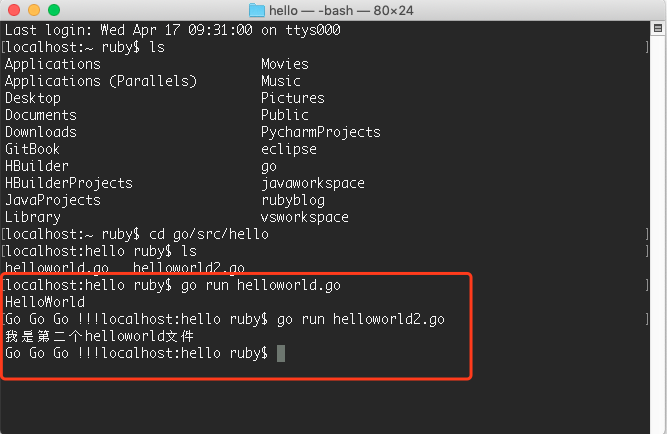 hello — -bash — 80×24
Last login: Wed Apr 17 09:31:00 on ttys000
[localhost:~ ruby$ ls ]
Applications Movies
Applications (Parallels) Music
Desktop Pictures
Documents Public
Downloads PycharmProjects
GitBook eclipse
HBuilder go
HBuilderProjects javaworkspace
JavaProjects rubyblog
Library vsworkspace
[localhost:~ ruby$ cd go/src/hello ]
[localhost:hello ruby$ ls ]
helloworld.go helloworld2.go
[localhost:hello ruby$ go run helloworld.go ]
HelloWorld
[Go Go Go !!!localhost:hello ruby$ go run helloworld2.go ]
我是第二个helloworld文件
Go Go Go !!!localhost:hello ruby$